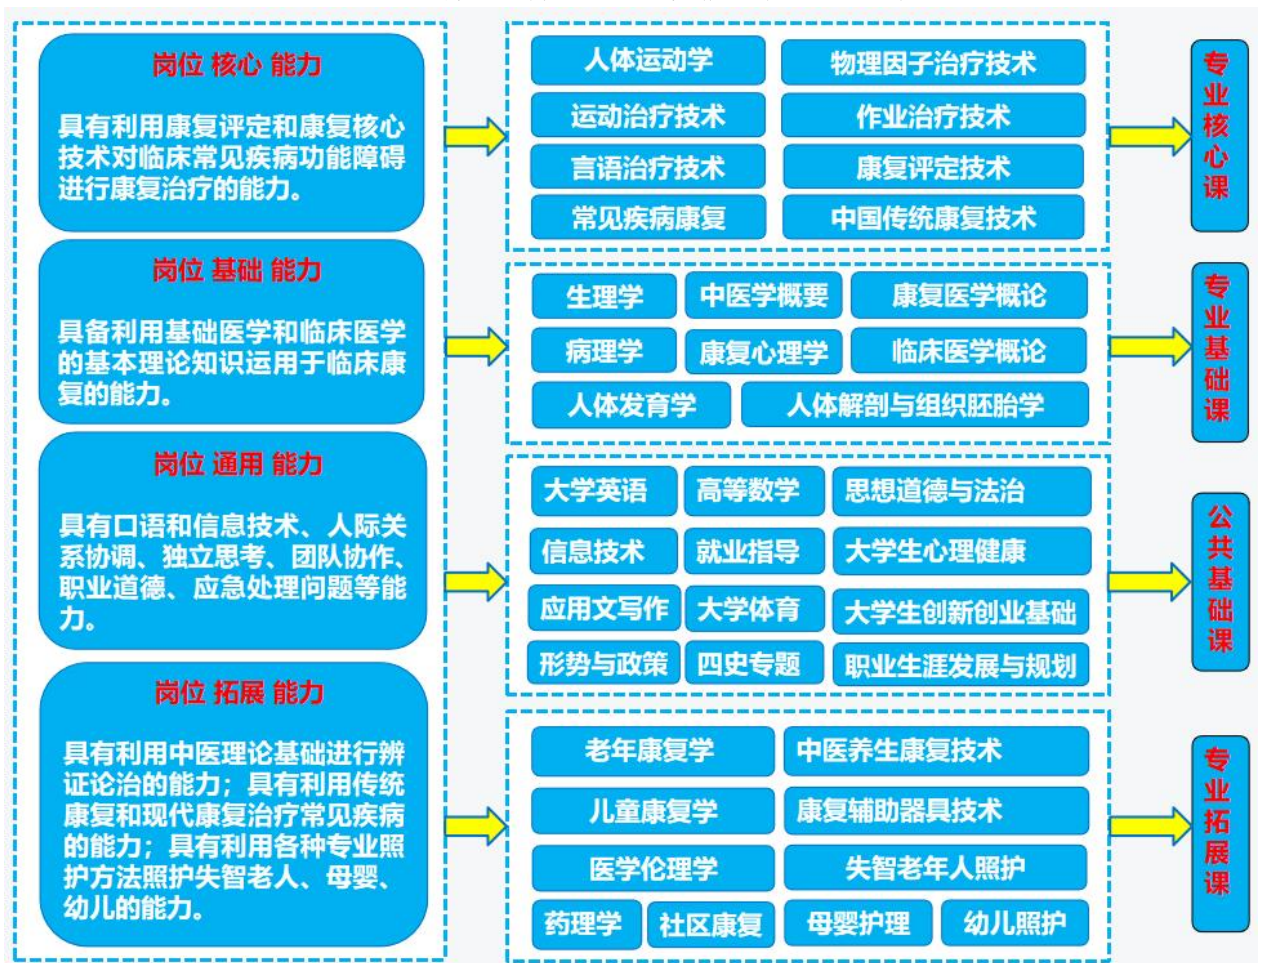 岗位 核心 能力
具有利用康复评定和康复核心
技术对临床常见疾病功能障碍
进行康复治疗的能力。
人体运动学
物理因子治疗技术
运动治疗技术
作业治疗技术
言语治疗技术
康复评定技术
常见疾病康复
中国传统康复技术
专业核心课
岗位 基础 能力
具备利用基础医学和临床医学
的基本理论知识运用于临床康
复的能力。
生理学
中医学概要
康复医学概论
病理学
康复心理学
临床医学概论
人体发育学
人体解剖与组织胚胎学
专业基础课
岗位 通用 能力
具有口语和信息技术、人际关
系协调、独立思考、团队协作、
职业道德、应急处理问题等能
力。
大学英语
高等数学
思想道德与法治
信息技术
就业指导
大学生心理健康
应用文写作
大学体育
大学生创新创业基础
形势与政策
四史专题
职业生涯发展与规划
公共基础课
岗位 拓展 能力
具有利用中医理论基础进行辨
证论治的能力；具有利用传统
康复和现代康复治疗常见疾病
的能力；具有利用各种专业照
护方法照护失智老人、母婴、
幼儿的能力。
老年康复学
中医养生康复技术
儿童康复学
康复辅助器具技术
医学伦理学
失智老年人照护
药理学
社区康复
母婴护理
幼儿照护
专业拓展课